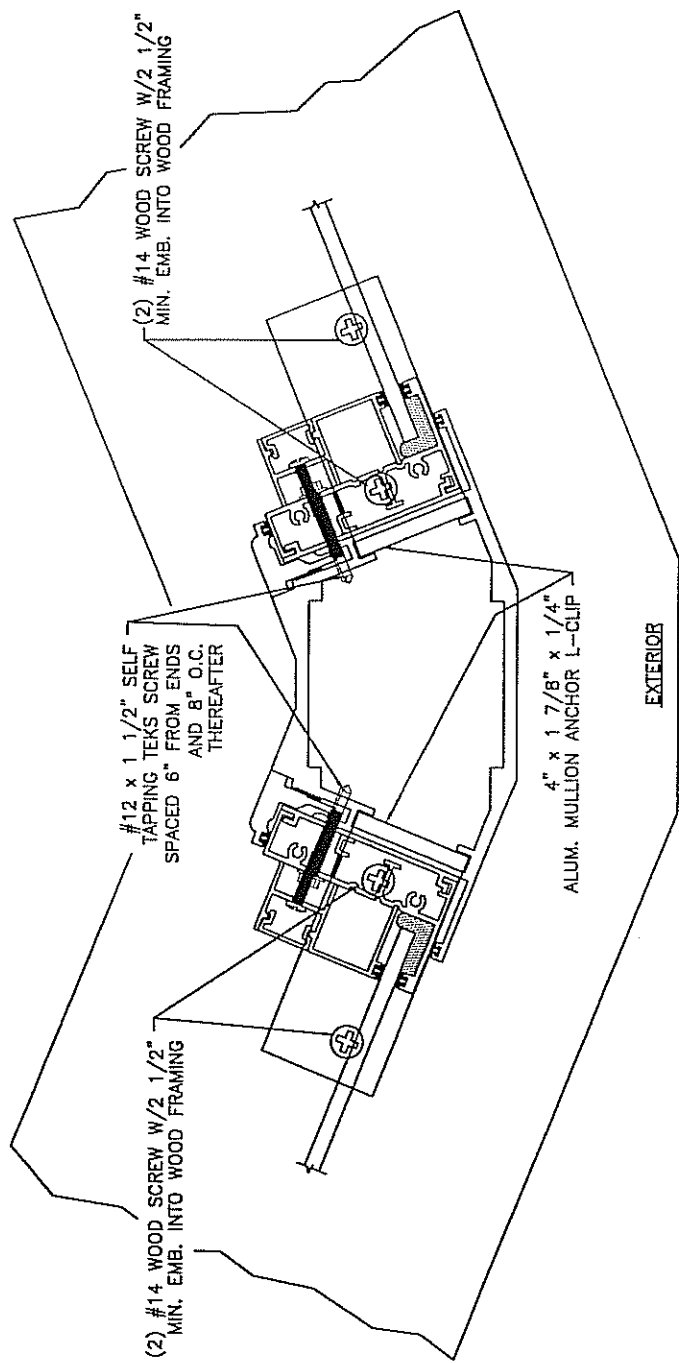 (2) #14 WOOD SCREW W/2 1/2"
MIN. EMB. INTO WOOD FRAMING
#12 x 1 1/2" SELF
TAPPING TEKS SCREW
SPACED 6" FROM ENDS
AND 8" O.C.
THEREAFTER
(2) #14 WOOD SCREW W/2 1/2"
MIN. EMB. INTO WOOD FRAMING
4" x 1 7/8" x 1/4"
ALUM. MULLION ANCHOR L-CLIP
EXTERIOR